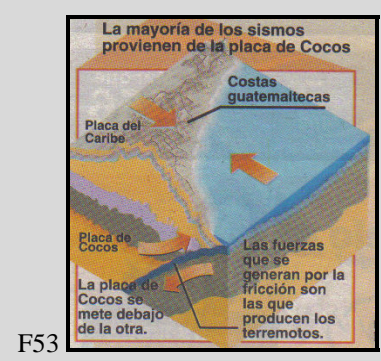 La mayoría de los sismos
provienen de la placa de Cocos
Costas
guatemaltecas
Placa del
Caribe
Placa de
Cocos
La placa de
Cocos se
mete debajo
de la otra.
Las fuerzas
que se
generan por la
fricción son
las que
producen los
terremotos.
F53